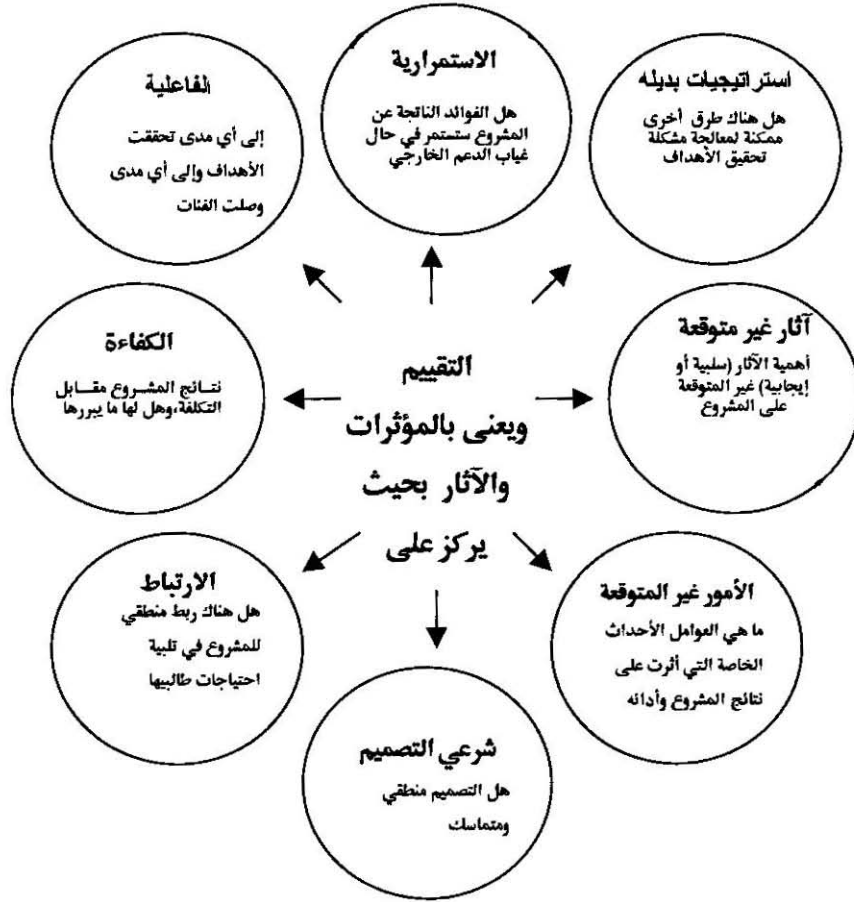 استراتيجيات بديله
هل هناك طرق أخرى
ممكنة لمعالجة مشكلة
تحقيق الأهداف
الاستمرارية
هل الفوائد الناتجة عن
المشروع ستستمر في حال
غياب الدعم الخارجي
الفاعلية
إلى أي مدى تحققت
الأهداف وإلى أي مدى
وصلت الفئات
آثار غير متوقعة
أهمية الآثار (سلبية أو
إيجابية) غير المتوقعة
على المشروع
التقييم
ويعنى بالمؤثرات
والآثار بحيث
يركز على
الكفاءة
نتائج المشروع مقابل
التكلفة،وهل لها ما يبررها
الأمور غير المتوقعة
ما هي العوامل الأحداث
الخاصة التي أثرت على
نتائج المشروع وأدائه
شرعي التصميم
هل التصميم منطقي
ومتماسك
الارتباط
هل هناك ربط منطقي
للمشروع في تلبية
احتياجات طالبيها